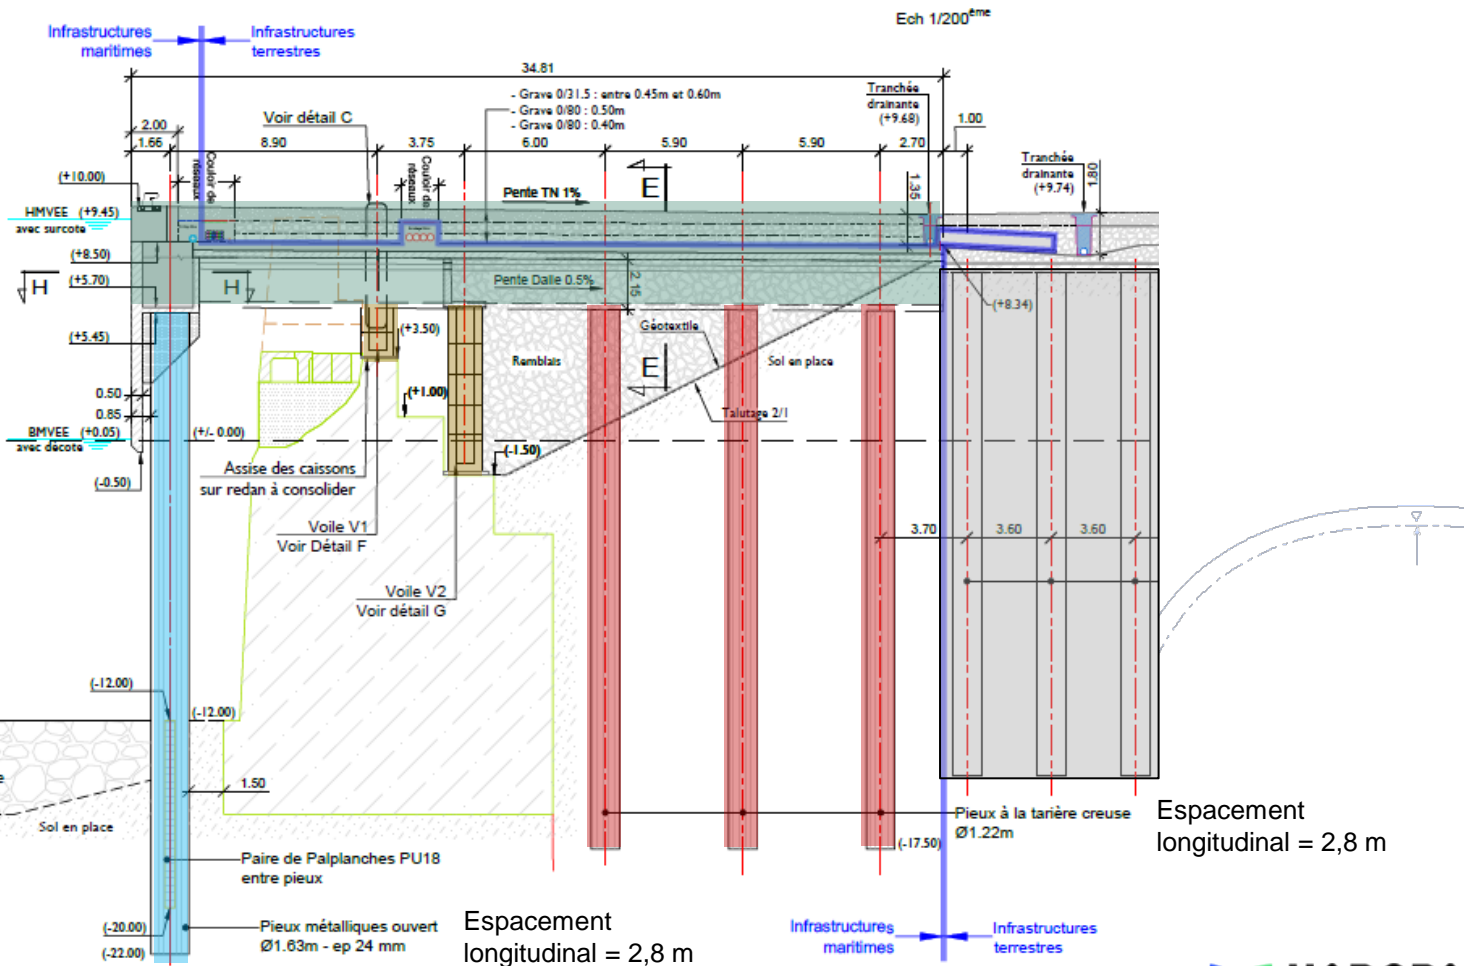 Ech 1/200ème
Infrastructures
maritimes
Infrastructures
terrestres
34.81
- Grave 0/31.5 : entre 0.45m et 0.60m
- Grave 0/80 : 0.50m
- Grave 0/80 : 0.40m
Tranchée
drainante
(+9.68)
1.00
2.00
Voir détail C
1.66
8.90
3.75
6.00
5.90
5.90
2.70
Couloir de
réseaux
Couloir de
réseaux
Tranchée
drainante
(+9.74)
1.80
1.35
(+10.00)
E
Pente TN 1%
HMVEE (+9.45)
avec surcote
(+8.50)
H
H
(+5.70)
Pente Dalle 0.5%
2.15
(+8.34)
(+5.45)
(+3.50)
Géotextile
Remblais
Sol en place
E
0.50
0.85
(+1.00)
Talutage 2/1
BMVEE (+0.05)
avec décote
(+/- 0.00)
(-1.50)
(-0.50)
Assise des caissons
sur redan à consolider
Voile V1
Voir Détail F
3.70
3.60
3.60
Voile V2
Voir détail G
(-12.00)
(-12.00)
1.50
Sol en place
Pieux à la tarière creuse
Ø1.22m
Espacement
longitudinal = 2,8 m
(-17.50)
Paire de Palplanches PU18
entre pieux
(-20.00)
(-22.00)
Pieux métalliques ouvert
Ø1.63m - ep 24 mm
Espacement
longitudinal = 2,8 m
Infrastructures
maritimes
Infrastructures
terrestres